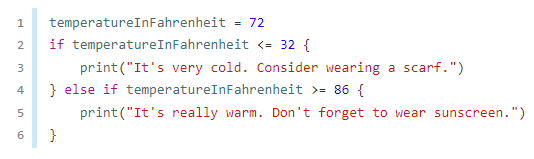 1 temperatureInFahrenheit = 72
2 if temperatureInFahrenheit <= 32 {
3     print("It's very cold. Consider wearing a scarf.")
4 } else if temperatureInFahrenheit >= 86 {
5     print("It's really warm. Don't forget to wear sunscreen.")
6 }